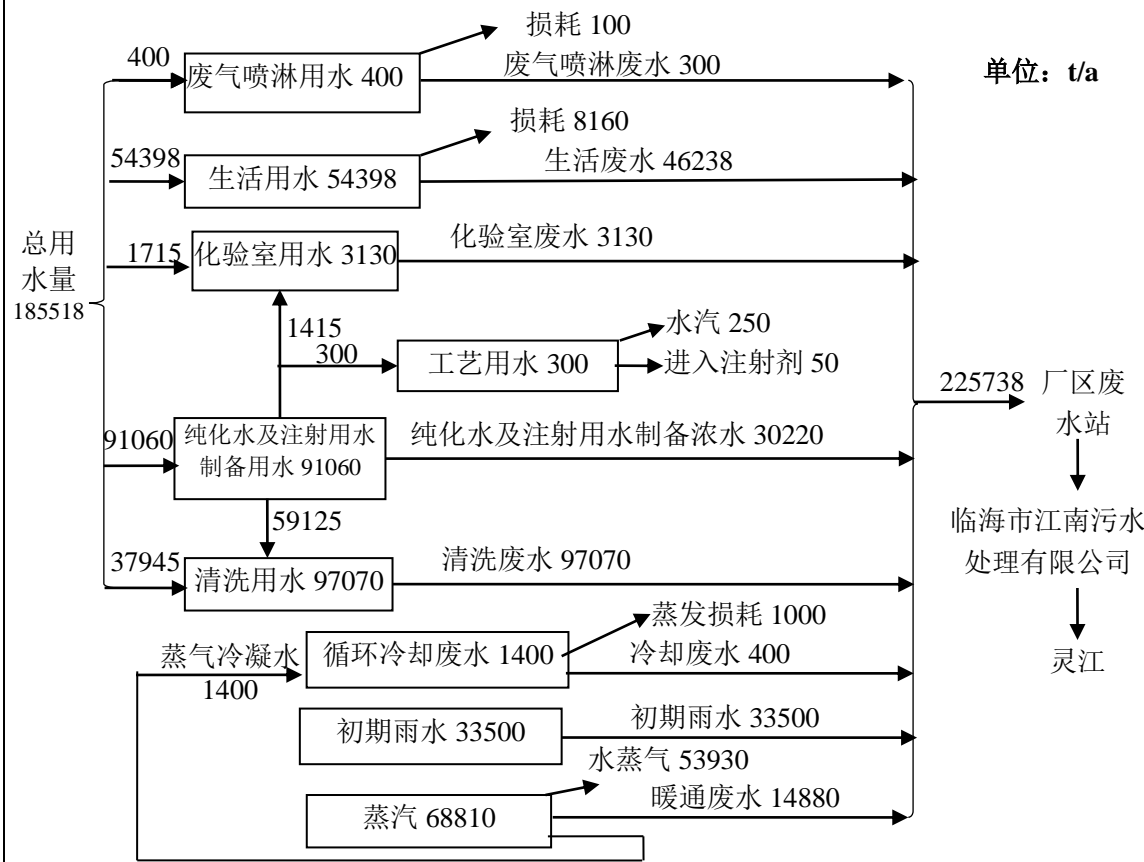 损耗 100
400
废气喷淋用水 400
废气喷淋废水 300
单位：t/a
损耗 8160
54398
生活用水 54398
生活废水 46238
总用
水量
185518
1715
化验室用水 3130
化验室废水 3130
1415
300
工艺用水 300
水汽 250
进入注射剂 50
225738
厂区废
水站
91060
纯化水及注射用水
制备用水 91060
纯化水及注射用水制备浓水 30220
59125
临海市江南污水
处理有限公司
37945
清洗用水 97070
清洗废水 97070
蒸发损耗 1000
蒸气冷凝水
1400
循环冷却废水 1400
冷却废水 400
灵江
初期雨水 33500
初期雨水 33500
水蒸气 53930
蒸汽 68810
暖通废水 14880